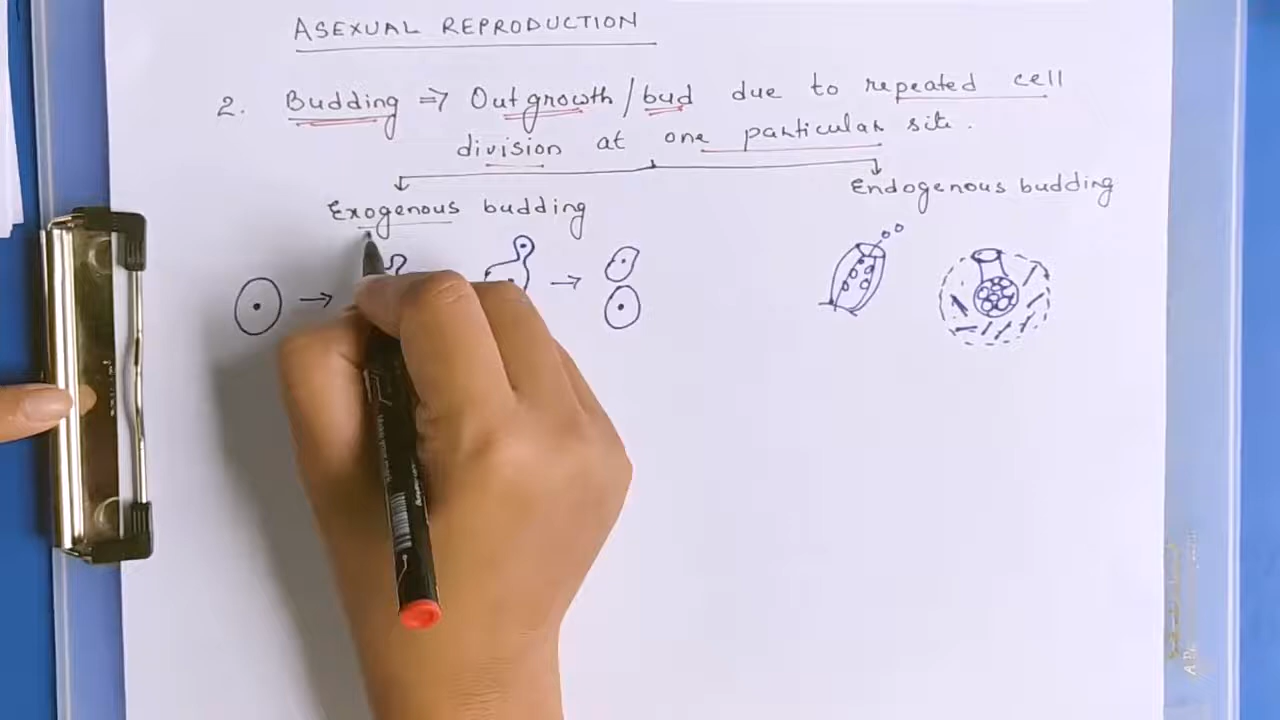 ASEXUAL REPRODUCTION
2. Budding ⇒ Outgrowth / bud due to repeated cell
division at one particular site.
Exogenous budding
Endogenous budding